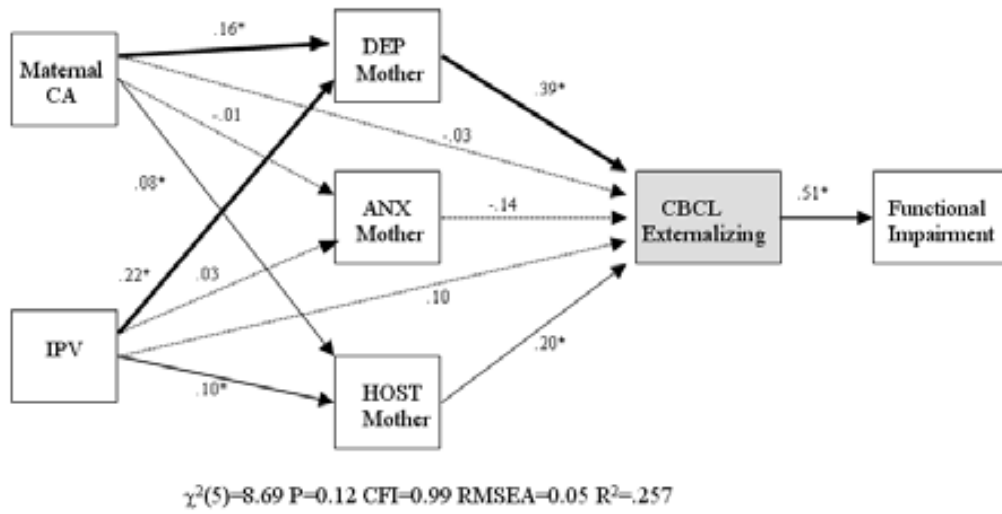 Maternal
CA
IPV
.16*
-.01
.08*
.22*
.03
.10*
DEP
Mother
ANX
Mother
HOST
Mother
.39*
-.03
-.14
.10
.20*
CBCL
Externalizing
.51*
Functional
Impairment
χ²(5)=8.69 P=0.12 CFI=0.99 RMSEA=0.05 R²=.257